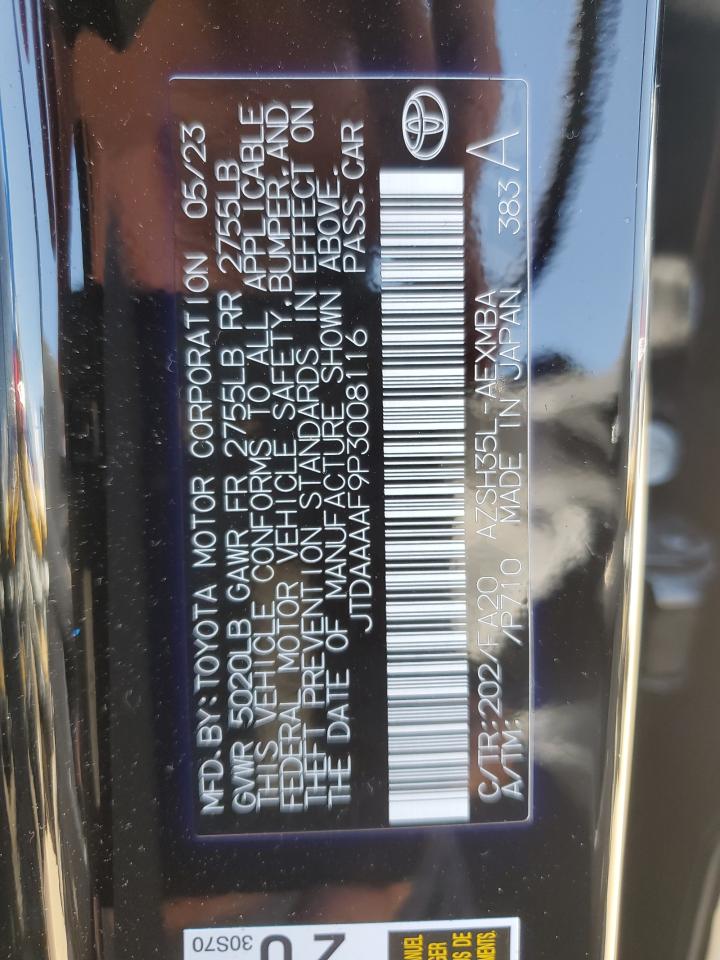 MFD.BY:TOYOTA MOTOR CORPORATION 05/23
GVWR 5020LB GAWR FR 2755LB RR 2755LB
THIS VEHICLE CONFORMS TO ALL APPLICABLE
FEDERAL MOTOR VEHICLE SAFETY,BUMPER,AND
THEFT PREVENTION STANDARDS IN EFFECT ON
THE DATE OF MANUFACTURE SHOWN ABOVE.
JTDAAAAF9P3008116 PASS.CAR
C/TR:202/FA20 AZSH35L-AEXMBA
A/TM: /P710 MADE IN JAPAN 383 A
30S70